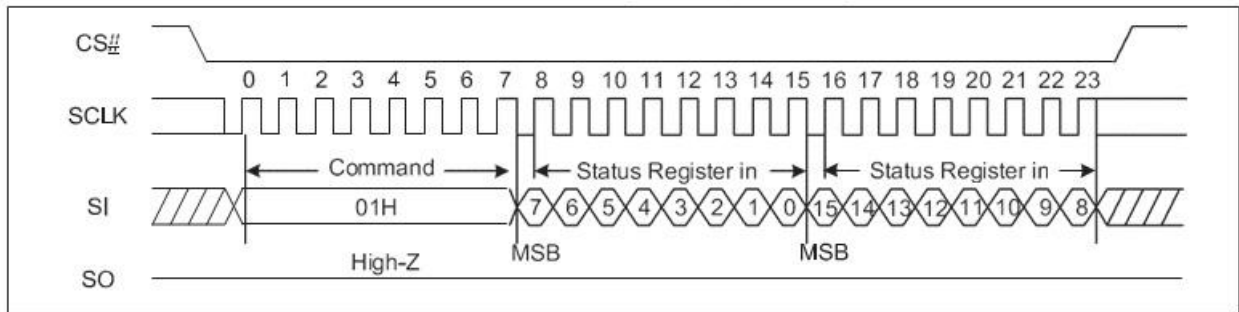 CS#
0 1 2 3 4 5 6 7 8 9 10 11 12 13 14 15 16 17 18 19 20 21 22 23
SCLK
Command Status Register in Status Register in
SI 01H 7 6 5 4 3 2 1 0 15 14 13 12 11 10 9 8
MSB MSB
High-Z
SO